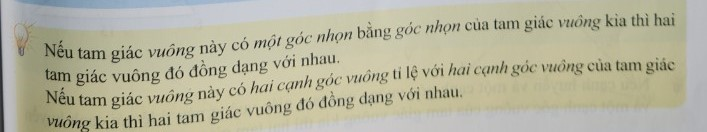 Nếu tam giác vuông này có một góc nhọn bằng góc nhọn của tam giác vuông kia thì hai
tam giác vuông đó đồng dạng với nhau.
Nếu tam giác vuông này có hai cạnh góc vuông tỉ lệ với hai cạnh góc vuông của tam giác
vuông kia thì hai tam giác vuông đó đồng dạng với nhau.